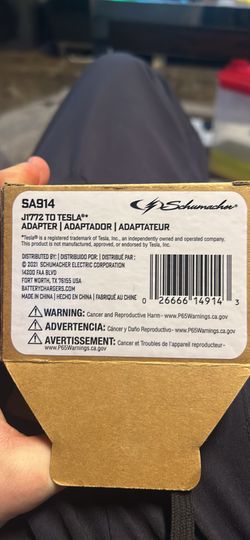 SA914
Schumacher®
J1772 TO TESLA®*
ADAPTER | ADAPTADOR | ADAPTATEUR
*Tesla® is a registered trademark of Tesla, Inc., an independently owned and operated company.
This product is not manufactured, approved, or endorsed by Tesla, Inc.
DISTRIBUTED BY: | DISTRIBUIDO POR: | DISTRIBUÉ PAR :
© 2021 SCHUMACHER ELECTRIC CORPORATION
14200 FAA BLVD
FORT WORTH, TX 76155 USA
BATTERYCHARGERS.COM
MADE IN CHINA | HECHO EN CHINA | FABRIQUÉ AU CHINE
0 26666 14914 3
WARNING: Cancer and Reproductive Harm- www.P65Warnings.ca.gov
ADVERTENCIA: Cáncer y Daño Reproductivo- www.P65Warnings.ca.gov
AVERTISSEMENT: Cancer et Troubles de l'appareil reproducteur-
www.P65Warnings.ca.gov